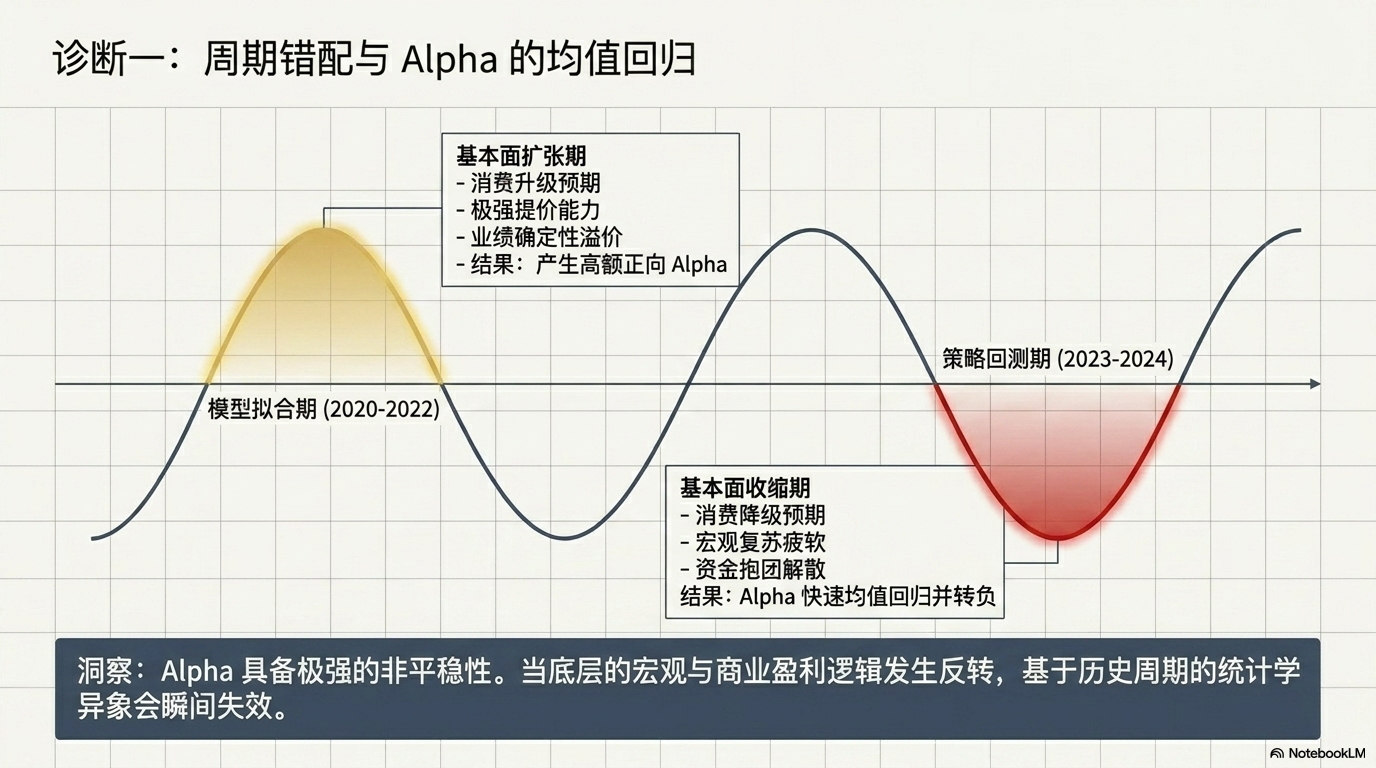 诊断一：周期错配与 Alpha 的均值回归
基本面扩张期
- 消费升级预期
- 极强提价能力
- 业绩确定性溢价
- 结果：产生高额正向 Alpha
策略回测期 (2023-2024)
模型拟合期 (2020-2022)
基本面收缩期
- 消费降级预期
- 宏观复苏疲软
- 资金抱团解散
结果：Alpha 快速均值回归并转负
洞察：Alpha 具备极强的非平稳性。当底层的宏观与商业盈利逻辑发生反转，基于历史周期的统计学
异象会瞬间失效。
NotebookLM